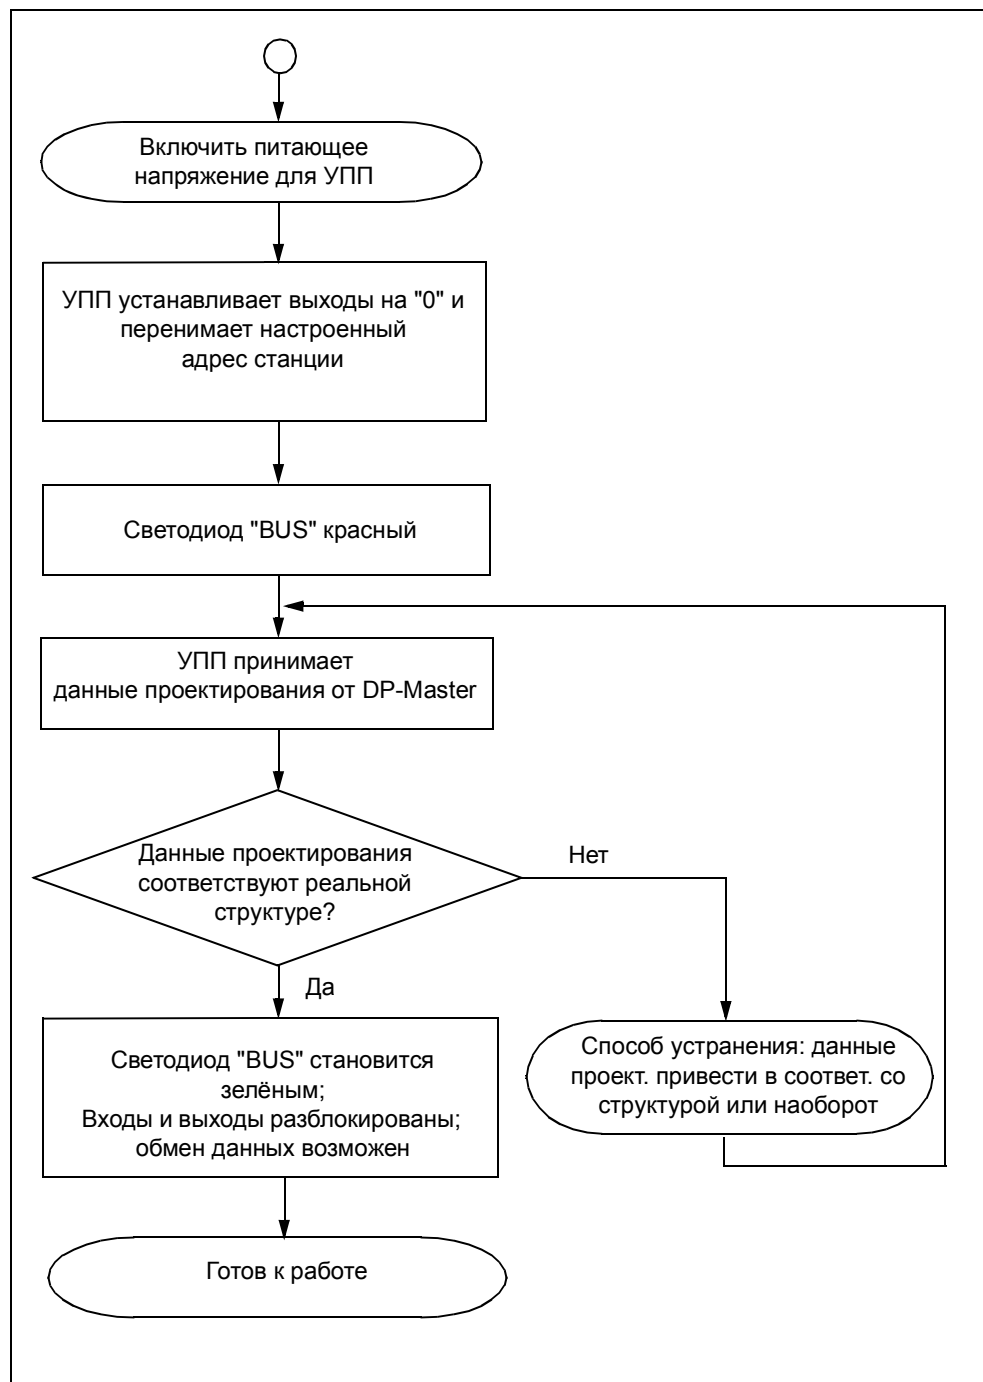 Включить питающее
напряжение для УПП
УПП устанавливает выходы на "0" и
перенимает настроенный
адрес станции
Светодиод "BUS" красный
УПП принимает
данные проектирования от DP-Master
Данные проектирования
соответствуют реальной
структуре?
Нет
Да
Светодиод "BUS" становится
зелёным;
Входы и выходы разблокированы;
обмен данных возможен
Способ устранения: данные
проект. привести в соответ. со
структурой или наоборот
Готов к работе